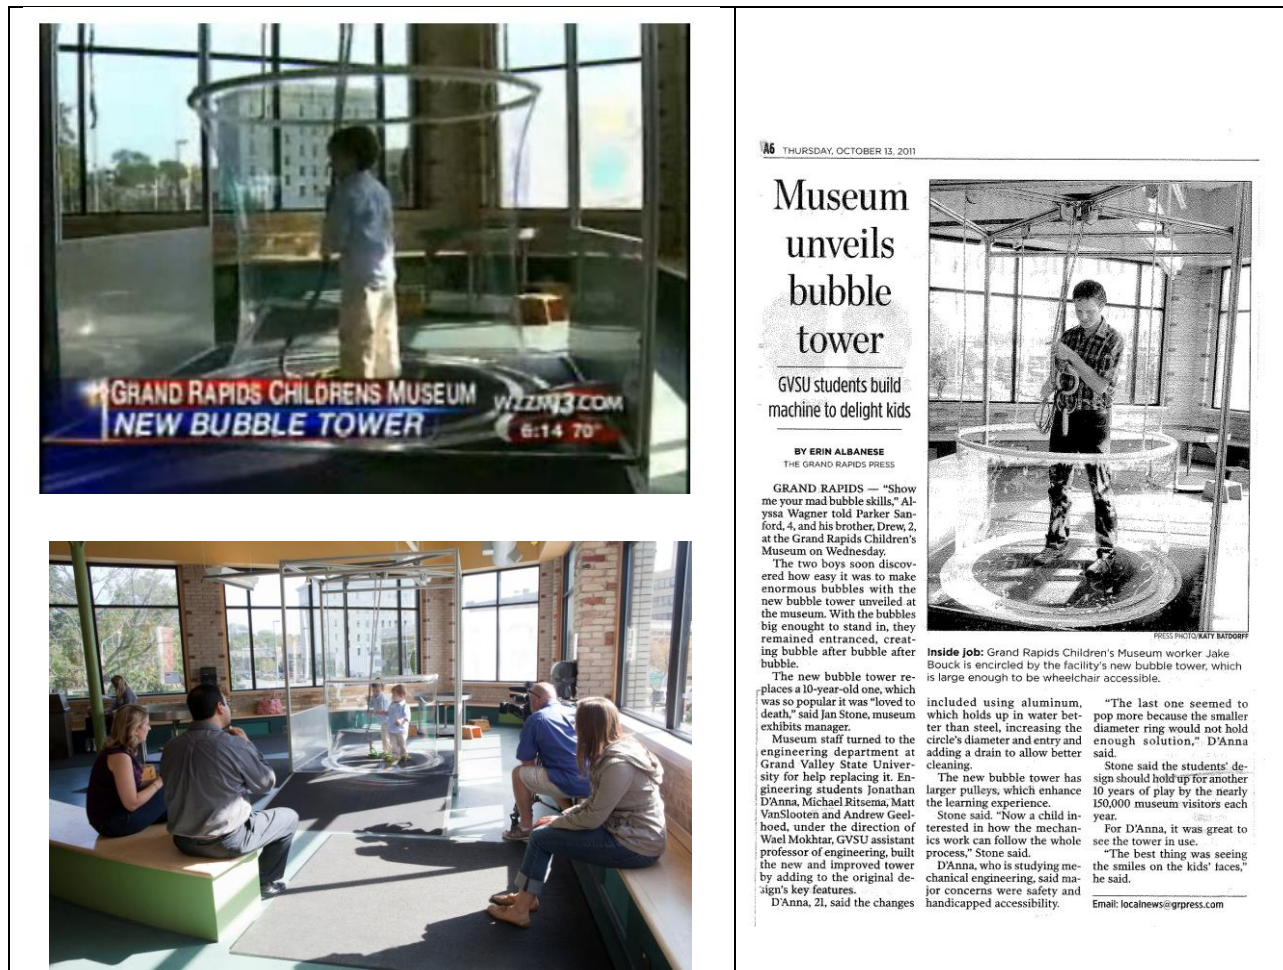 GRAND RAPIDS CHILDRENS MUSEUM
WZZM13.COM
NEW BUBBLE TOWER
6:14 70°
A6 THURSDAY, OCTOBER 13, 2011
Museum
unveils
bubble
tower
GVSU students build
machine to delight kids
BY ERIN ALBANESE
THE GRAND RAPIDS PRESS
GRAND RAPIDS — “Show
me your mad bubble skills,” Al-
yssa Wagner told Parker San-
ford, 4, and his brother, Drew, 2,
at the Grand Rapids Children’s
Museum on Wednesday.
The two boys soon discov-
ered how easy it was to make
enormous bubbles with the
new bubble tower unveiled at
the museum. With the bubbles
big enought to stand in, they
remained entranced, creat-
ing bubble after bubble after
bubble.
The new bubble tower re-
places a 10-year-old one, which
was so popular it was “loved to
death,” said Jan Stone, museum
exhibits manager.
Museum staff turned to the
engineering department at
Grand Valley State Univer-
sity for help replacing it. En-
gineering students Jonathan
D’Anna, Michael Ritsema, Matt
VanSlooten and Andrew Geel-
hoed, under the direction of
Wael Mokhtar, GVSU assistant
professor of engineering, built
the new and improved tower
by adding to the original de-
sign’s key features.
D’Anna, 21, said the changes
PRESS PHOTO/KATY BATDORFF
Inside job: Grand Rapids Children’s Museum worker Jake
Bouck is encircled by the facility’s new bubble tower, which
is large enough to be wheelchair accessible.
included using aluminum,
which holds up in water bet-
ter than steel, increasing the
circle’s diameter and entry and
adding a drain to allow better
cleaning.
The new bubble tower has
larger pulleys, which enhance
the learning experience.
Stone said. “Now a child in-
terested in how the mechan-
ics work can follow the whole
process,” Stone said.
D’Anna, who is studying me-
chanical engineering, said ma-
jor concerns were safety and
handicapped accessibility.
“The last one seemed to
pop more because the smaller
diameter ring would not hold
enough solution,” D’Anna
said.
Stone said the students’ de-
sign should hold up for another
10 years of play by the nearly
150,000 museum visitors each
year.
For D’Anna, it was great to
see the tower in use.
“The best thing was seeing
the smiles on the kids’ faces,”
he said.
Email: localnews@grpress.com